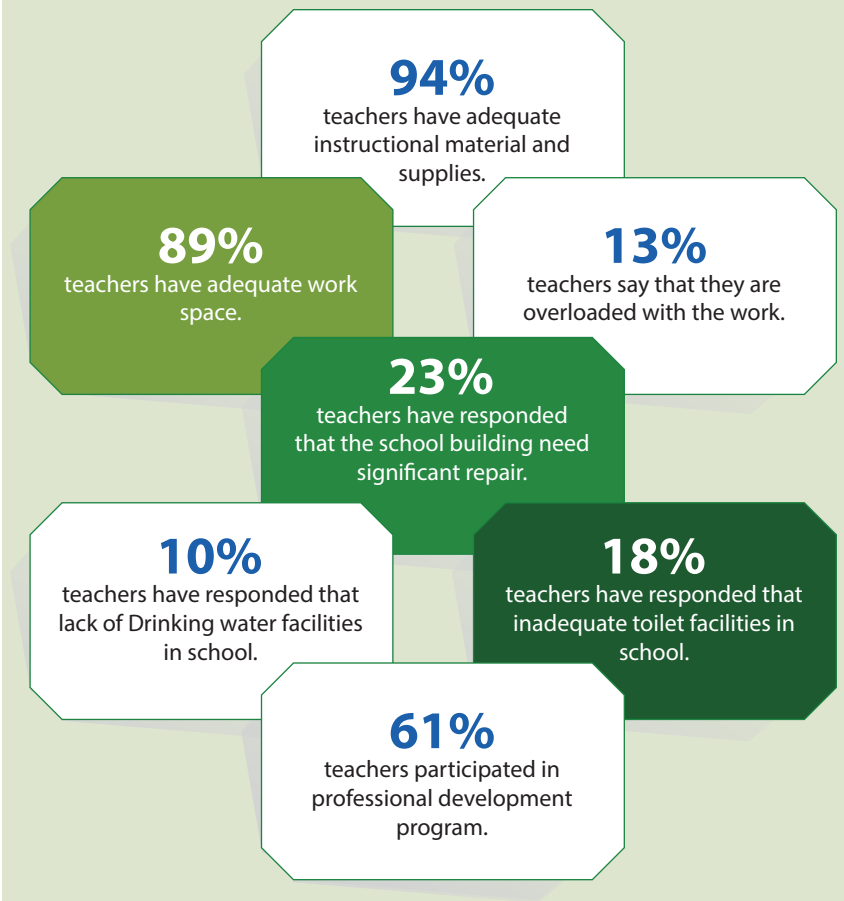 94%
teachers have adequate
instructional material and
supplies.
89%
teachers have adequate work
space.
13%
teachers say that they are
overloaded with the work.
23%
teachers have responded
that the school building need
significant repair.
10%
teachers have responded that
lack of Drinking water facilities
in school.
18%
teachers have responded that
inadequate toilet facilities in
school.
61%
teachers participated in
professional development
program.